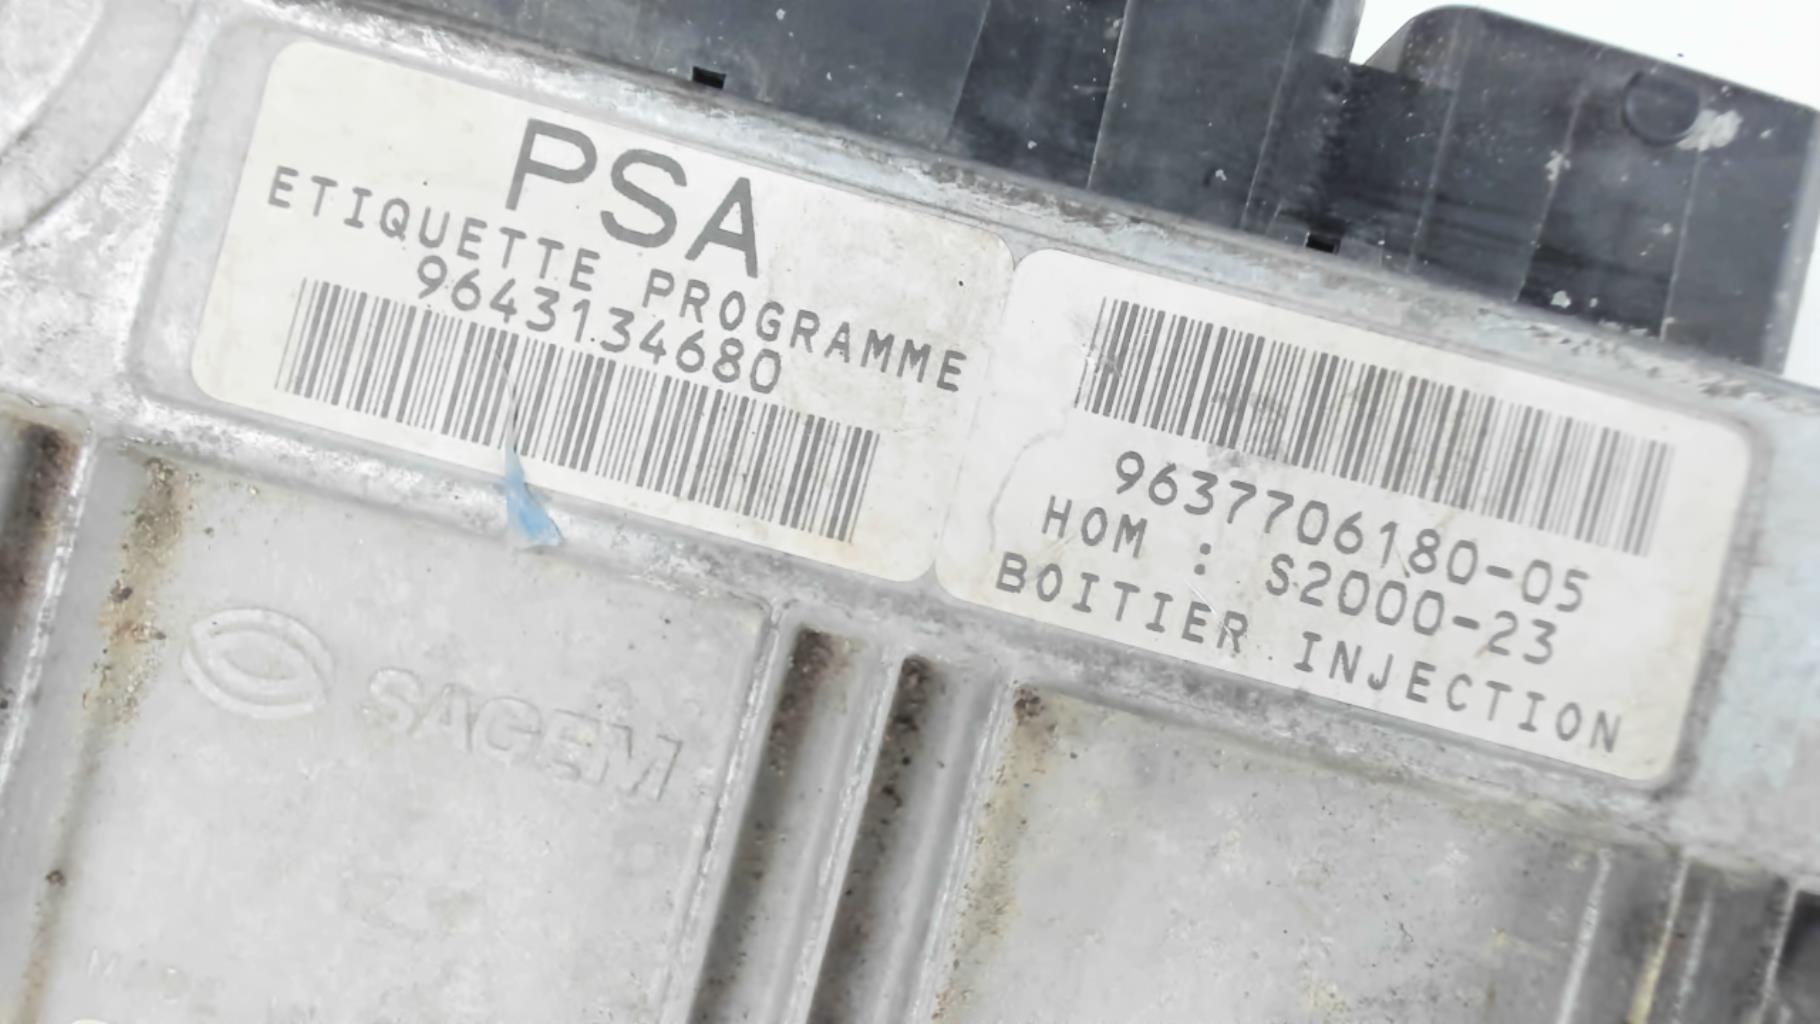 PSA
ETIQUETTE PROGRAMME
9643134680
9637706180-05
HOM : S2000-23
BOITIER INJECTION
SAGEM